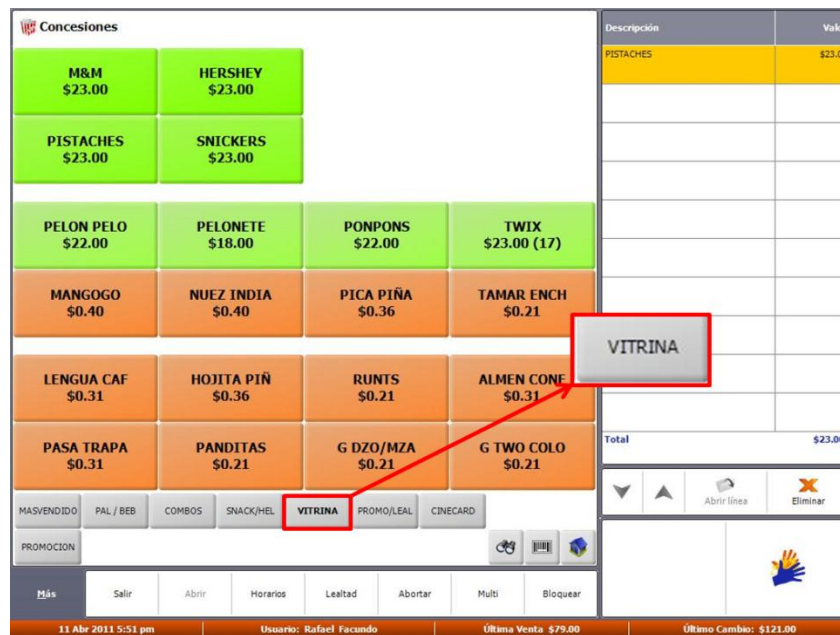 Concesiones
M&M
$23.00
HERSHEY
$23.00
PISTACHES
$23.00
SNICKERS
$23.00
PELON PELO
$22.00
PELONETE
$18.00
PONPONS
$22.00
TWIX
$23.00 (17)
MANGOGO
$0.40
NUEZ INDIA
$0.40
PICA PIÑA
$0.36
TAMAR ENCH
$0.21
LENGUA CAF
$0.31
HOJITA PIÑ
$0.36
RUNTS
$0.21
ALMEN CONF
$0.31
PASA TRAPA
$0.31
PANDITAS
$0.21
G DZO/MZA
$0.21
G TWO COLO
$0.21
MASVENDIDO PAL / BEB COMBOS SNACK/HEL VITRINA PROMO/LEAL CINECARD
PROMOCION
Más Salir Abrir Horarios Lealtad Abortar Multi Bloquear
Descripción Val
PISTACHES $23.0
VITRINA
Total $23.0
Abrir línea Eliminar
11 Abr 2011 5:51 pm Usuario: Rafael Facundo Última Venta $79.00 Último Cambio: $121.00